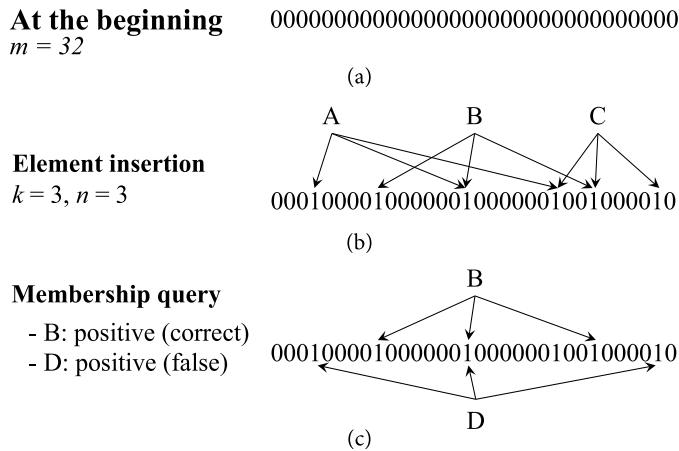 At the beginning
m = 32
00000000000000000000000000000000
(a)
A B C
Element insertion
k = 3, n = 3
00010000100000010000001001000010
(b)
B
Membership query
- B: positive (correct)
- D: positive (false)
00010000100000010000001001000010
D
(c)